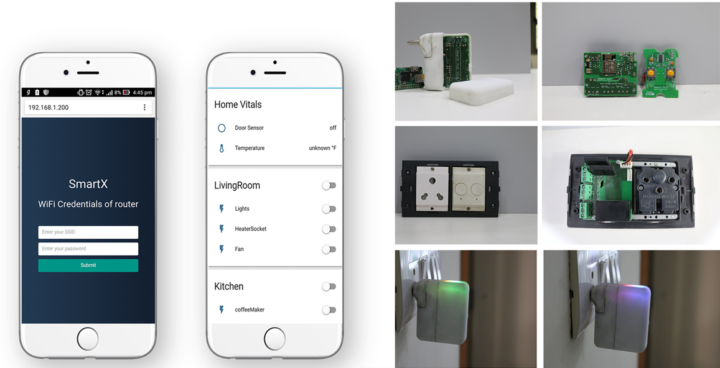 8% 4:45 pm
192.168.1.200
SmartX
WiFi Credentials of router
Enter your SSID
Enter your password
Submit
Home Vitals
Door Sensor off
Temperature unknown °F
LivingRoom
Lights
HeaterSocket
Fan
Kitchen
coffeeMaker